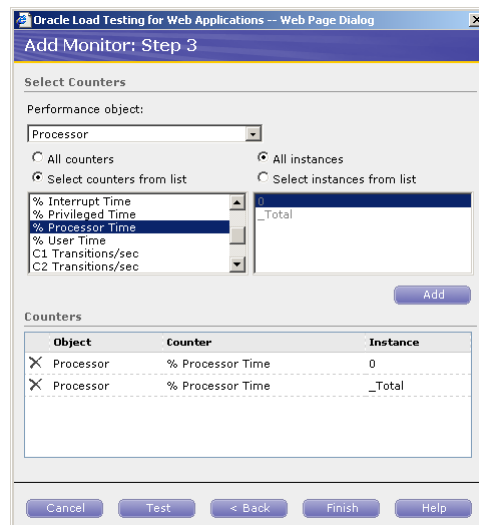 Oracle Load Testing for Web Applications -- Web Page Dialog
Add Monitor: Step 3
Select Counters
Performance object:
Processor
All counters
All instances
Select counters from list
Select instances from list
% Interrupt Time
% Privileged Time
% Processor Time
% User Time
C1 Transitions/sec
C2 Transitions/sec
0
_Total
Add
Counters
Object Counter Instance
Processor % Processor Time 0
Processor % Processor Time _Total
Cancel Test < Back Finish Help